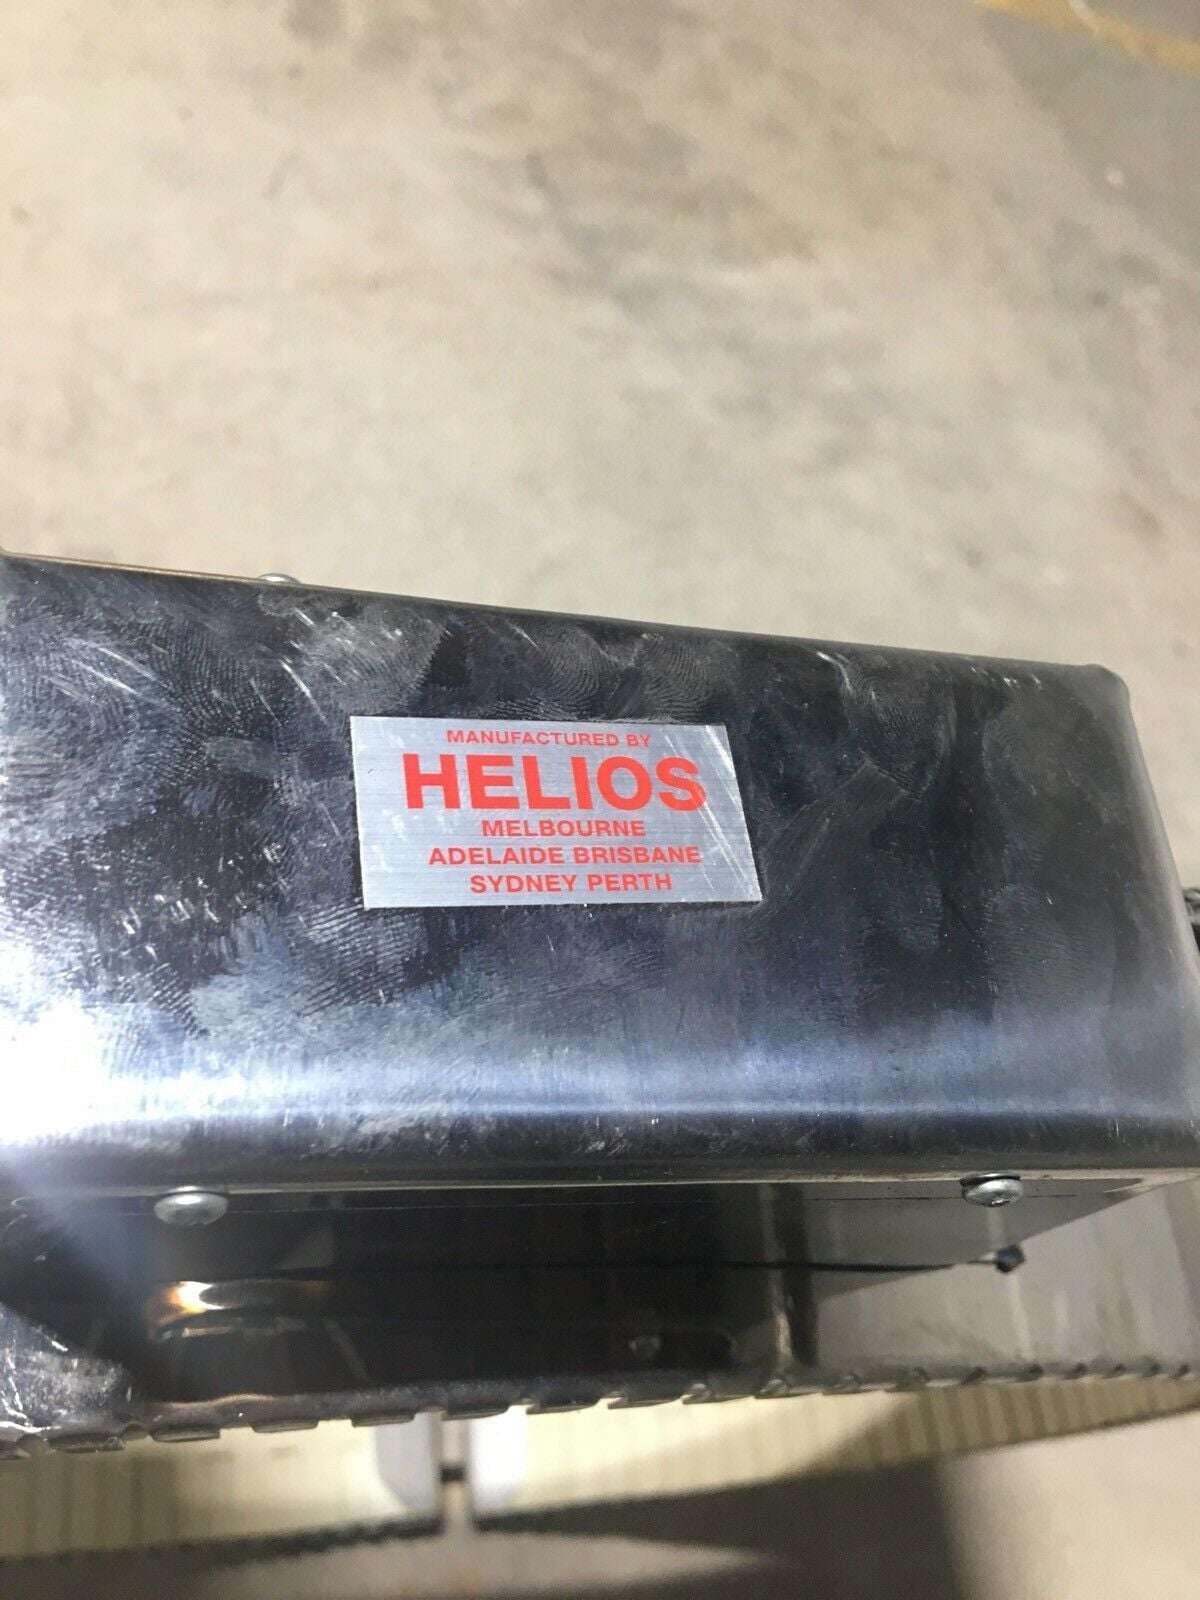 MANUFACTURED BY
HELIOS
MELBOURNE
ADELAIDE BRISBANE
SYDNEY PERTH